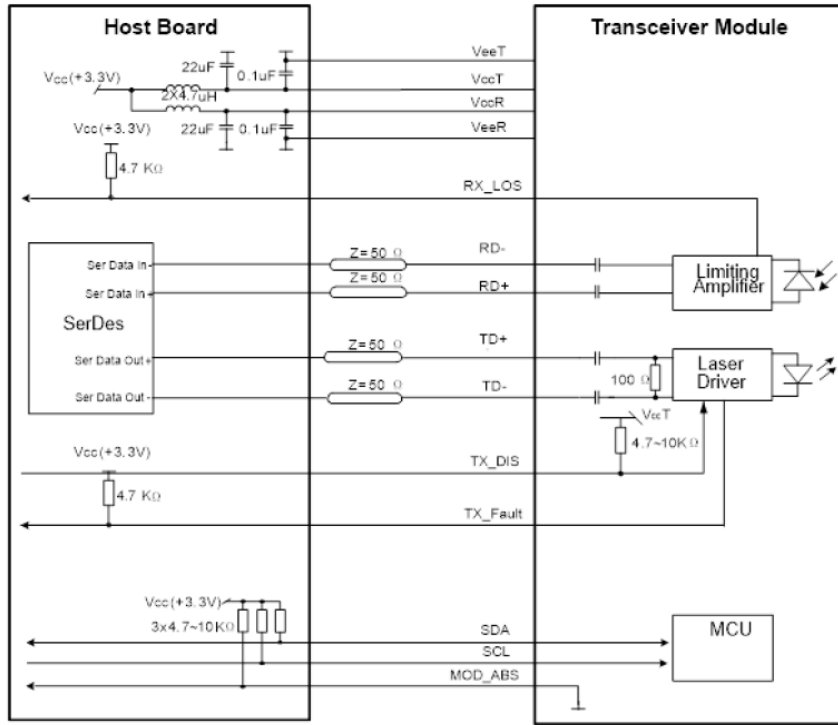 Host Board
Transceiver Module
VeeT
22uF
0.1uF
Vcc(+3.3V)
VccT
2X4.7uH
VccR
Vcc(+3.3V)
22uF
0.1uF
VeeR
4.7 KΩ
RX_LOS
Z=50 Ω
RD-
Ser Data In -
Limiting
Amplifier
Z=50 Ω
RD+
Ser Data In +
SerDes
Z=50 Ω
TD+
Ser Data Out +
Laser
Driver
100 Ω
Z=50 Ω
TD-
Ser Data Out -
VccT
4.7~10KΩ
Vcc(+3.3V)
TX_DIS
4.7 KΩ
TX_Fault
Vcc(+3.3V)
3x4.7~10KΩ
SDA
MCU
SCL
MOD_ABS